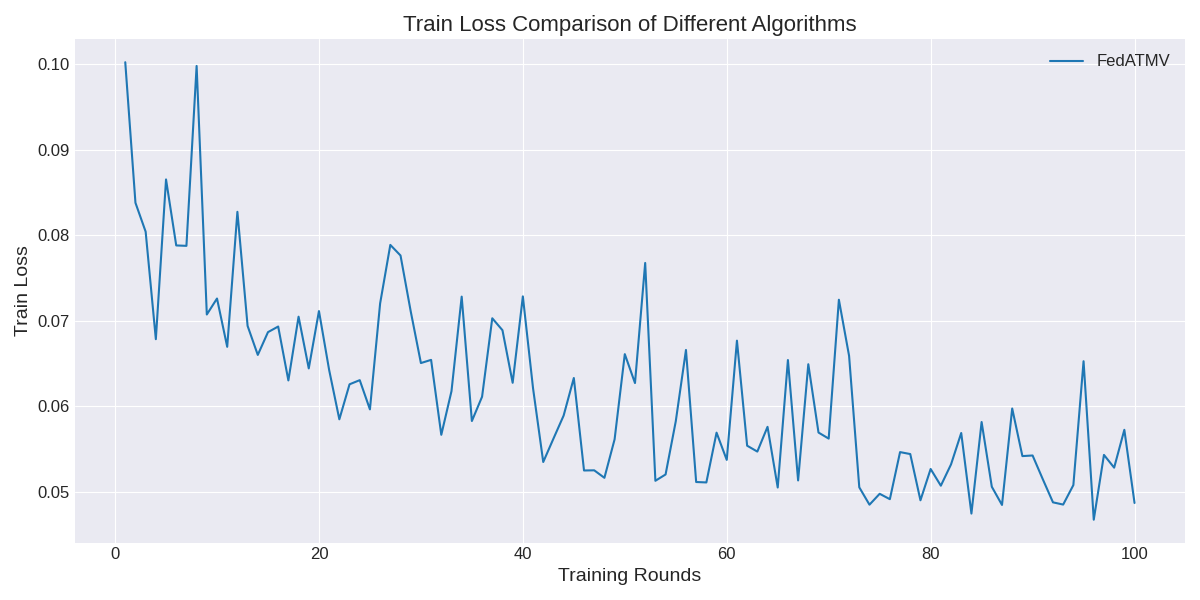 Train Loss Comparison of Different Algorithms
FedATMV
0.10
0.09
0.08
0.07
0.06
0.05
Train Loss
0 20 40 60 80 100
Training Rounds